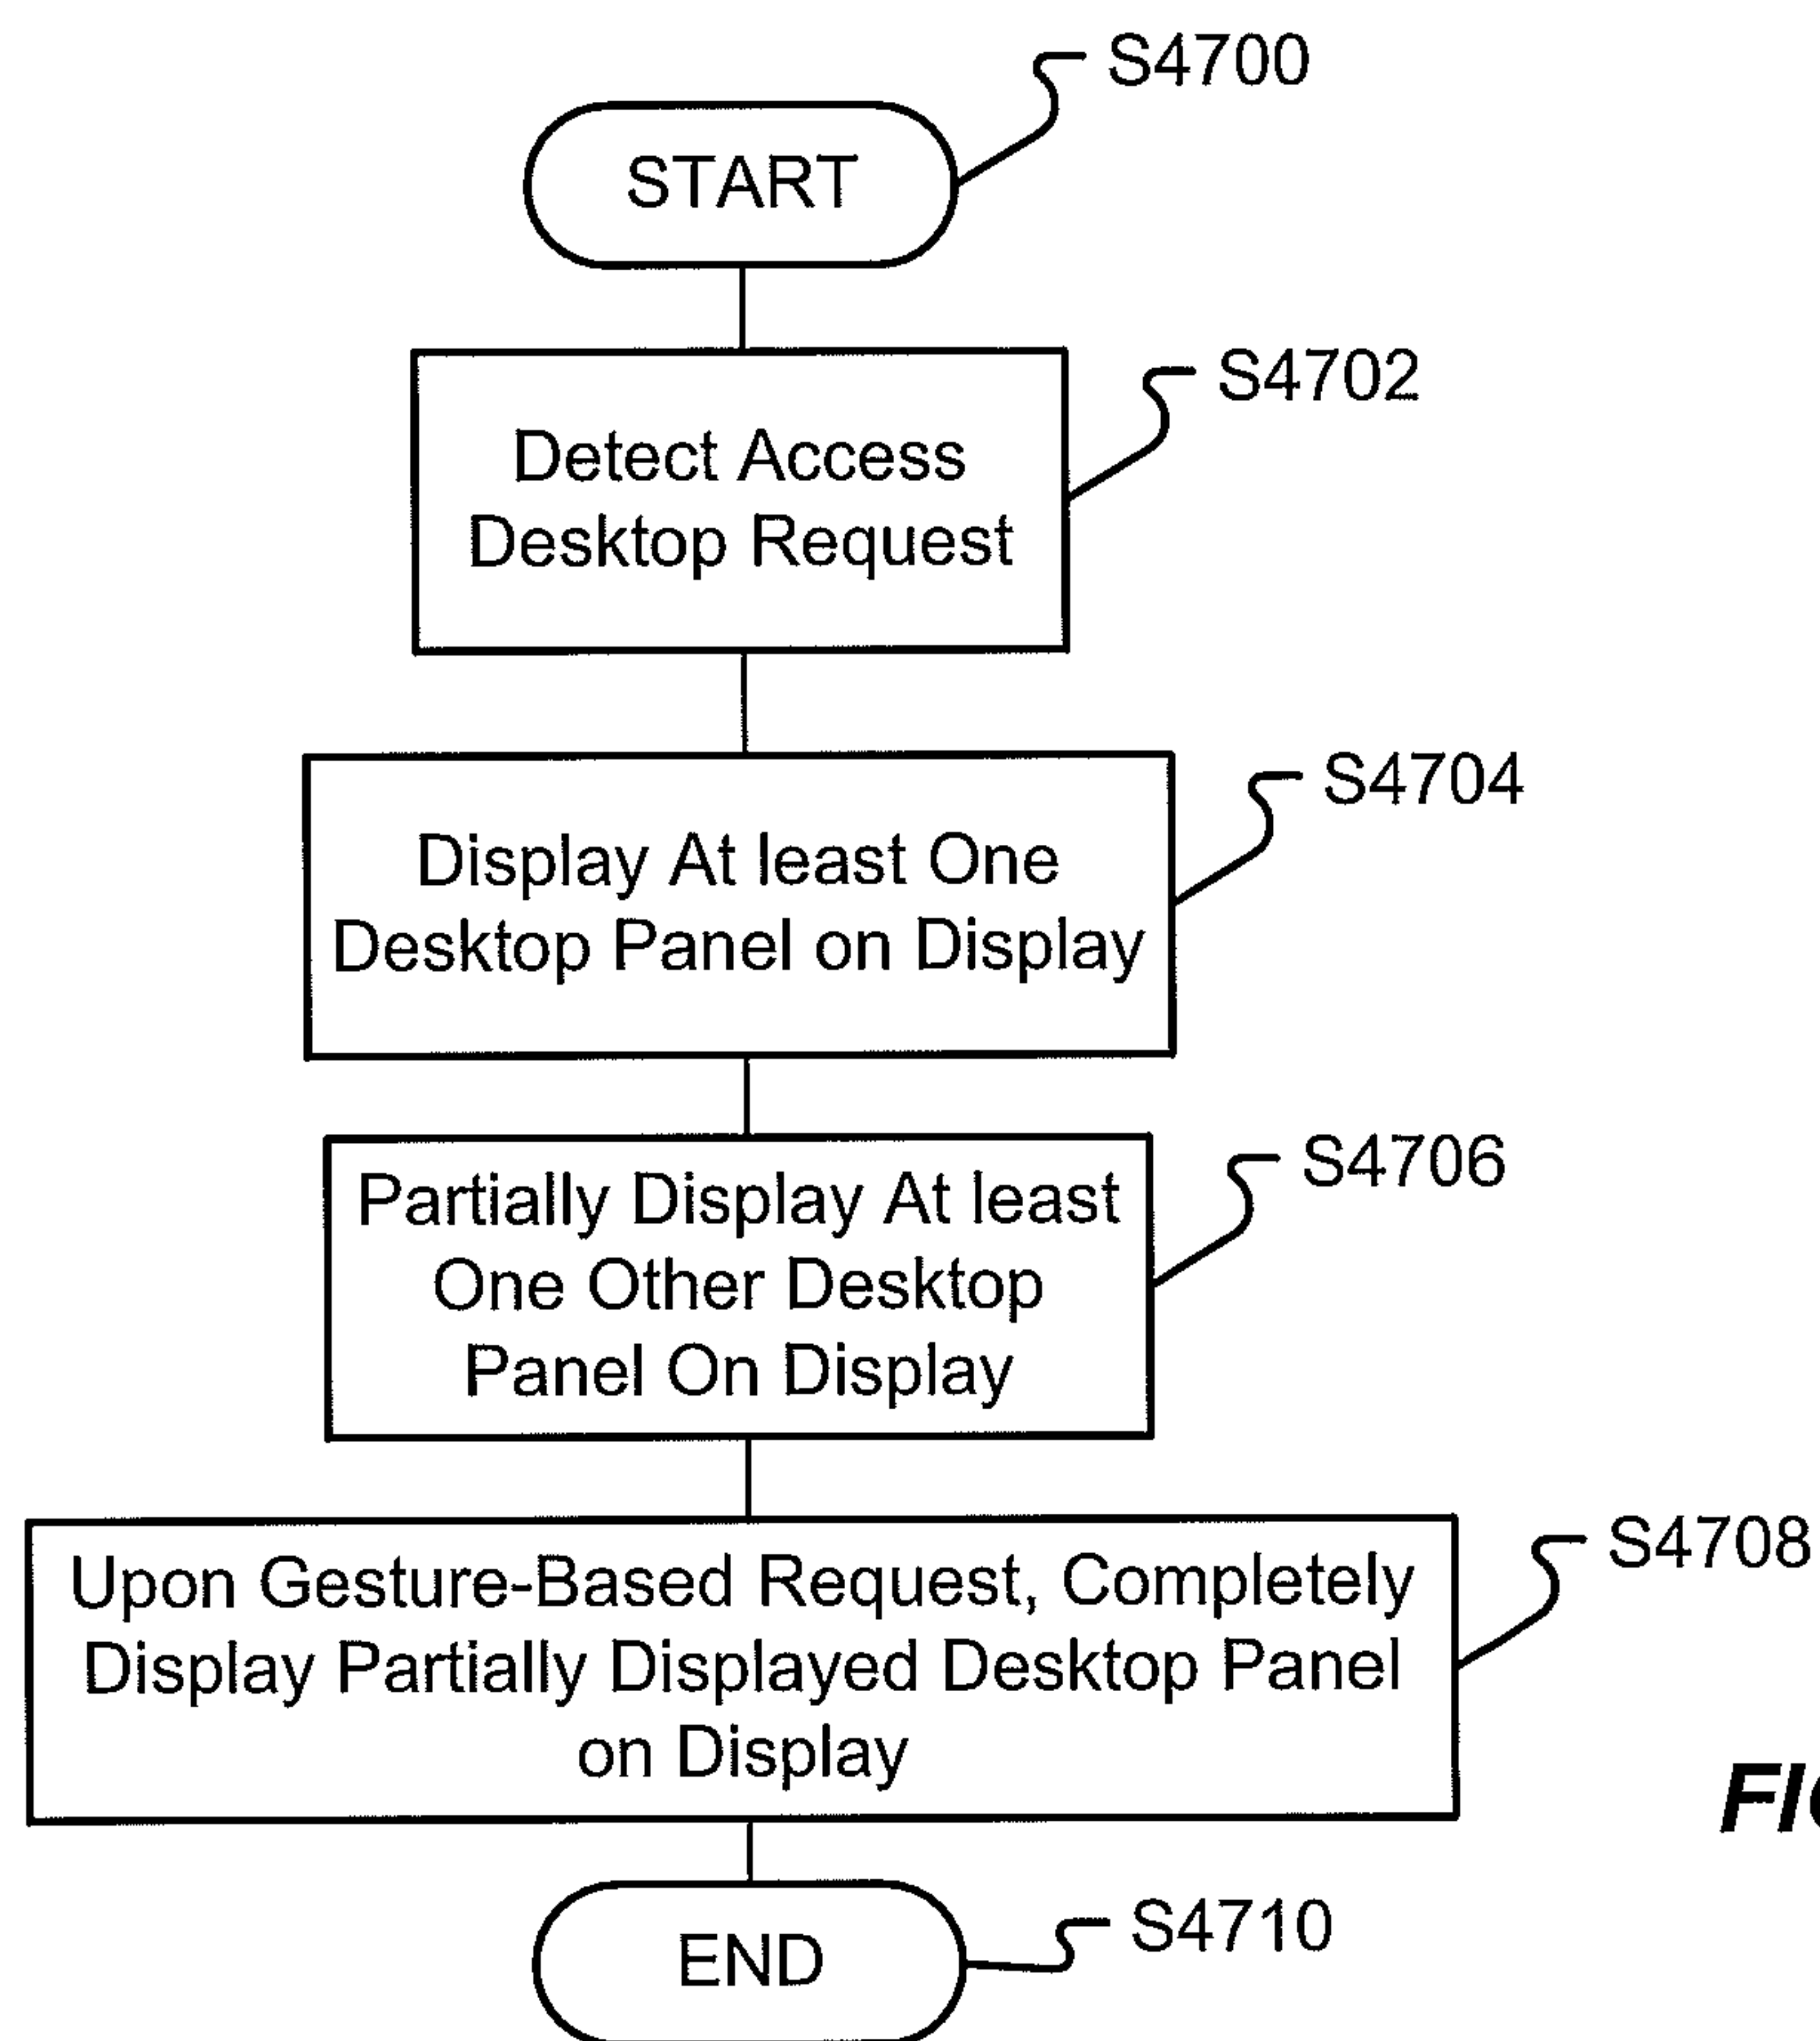 S4700
START
S4702
Detect Access
Desktop Request
S4704
Display At least One
Desktop Panel on Display
S4706
Partially Display At least
One Other Desktop
Panel On Display
S4708
Upon Gesture-Based Request, Completely
Display Partially Displayed Desktop Panel
on Display
S4710
END